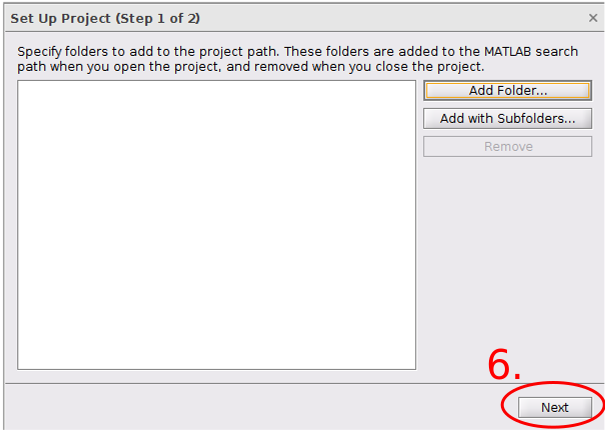 Set Up Project (Step 1 of 2)
Specify folders to add to the project path. These folders are added to the MATLAB search
path when you open the project, and removed when you close the project.
Add Folder...
Add with Subfolders...
Remove
6.
Next